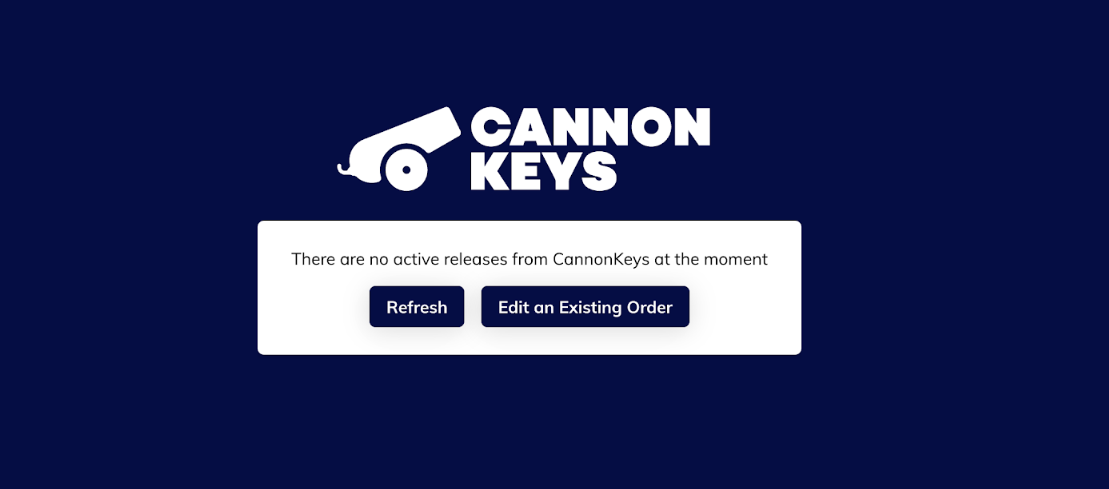 CANNON
KEYS
There are no active releases from CannonKeys at the moment
Refresh
Edit an Existing Order